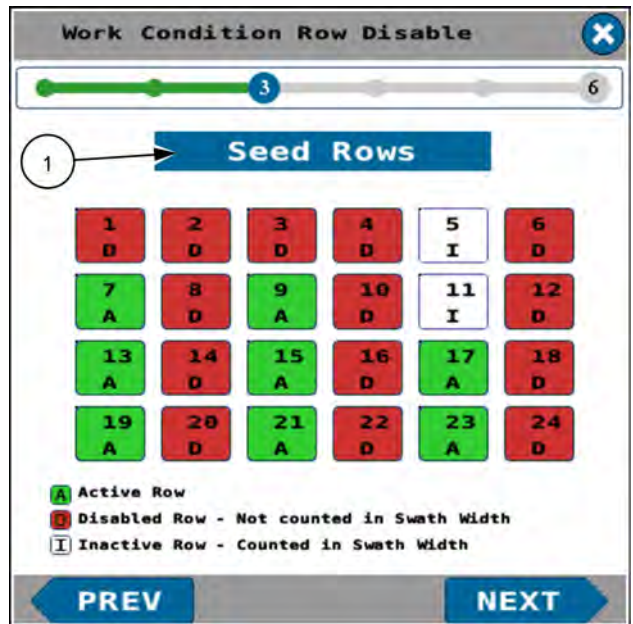 Work Condition Row Disable
3 6
1 Seed Rows
1 2 3 4 5 6
D D D D I D
7 8 9 10 11 12
A D A D I D
13 14 15 16 17 18
A D A D A D
19 20 21 22 23 24
A D A D A D
A Active Row
D Disabled Row - Not counted in Swath Width
I Inactive Row - Counted in Swath Width
PREV NEXT